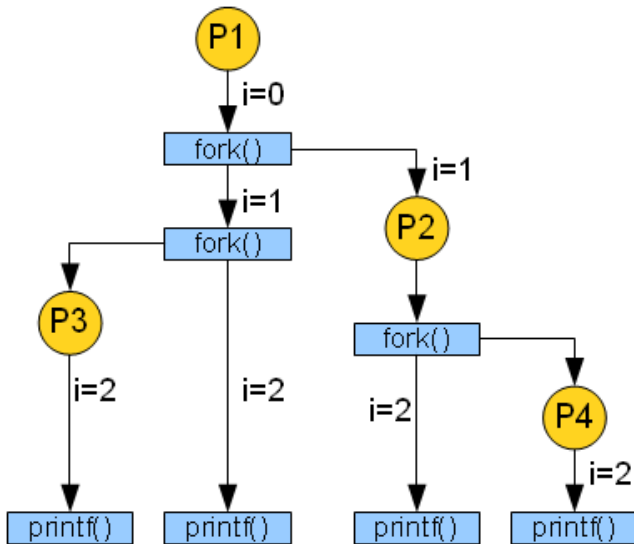 P1
i=0
fork()
i=1
i=1
P2
fork()
P3
fork()
i=2
i=2
i=2
P4
i=2
printf()
printf()
printf()
printf()